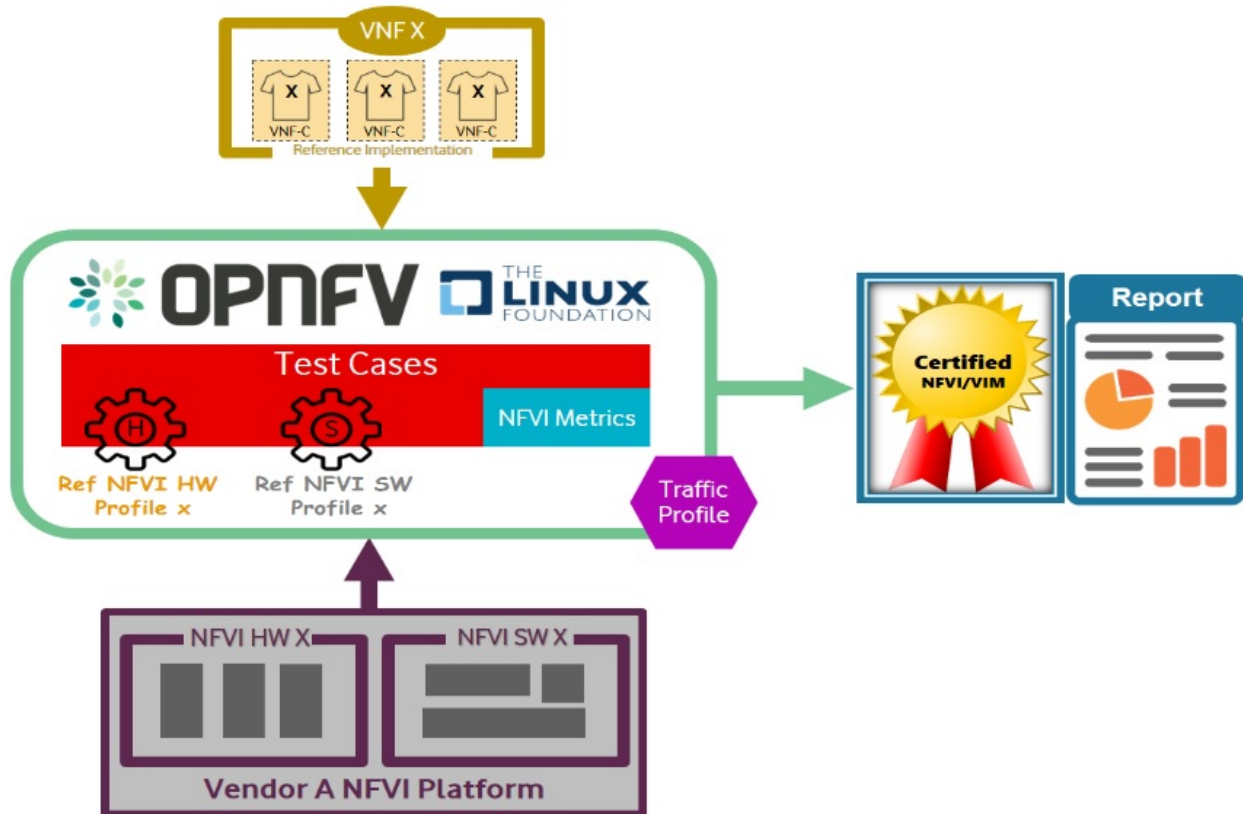 VNF X
X X X
VNF-C VNF-C VNF-C
Reference Implementation
OPNFV
THE
LINUX
FOUNDATION
Test Cases
H S
NFVI Metrics
Ref NFVI HW
Profile x
Ref NFVI SW
Profile x
Traffic
Profile
Certified
NFVI/VIM
Report
NFVI HW X
NFVI SW X
Vendor A NFVI Platform